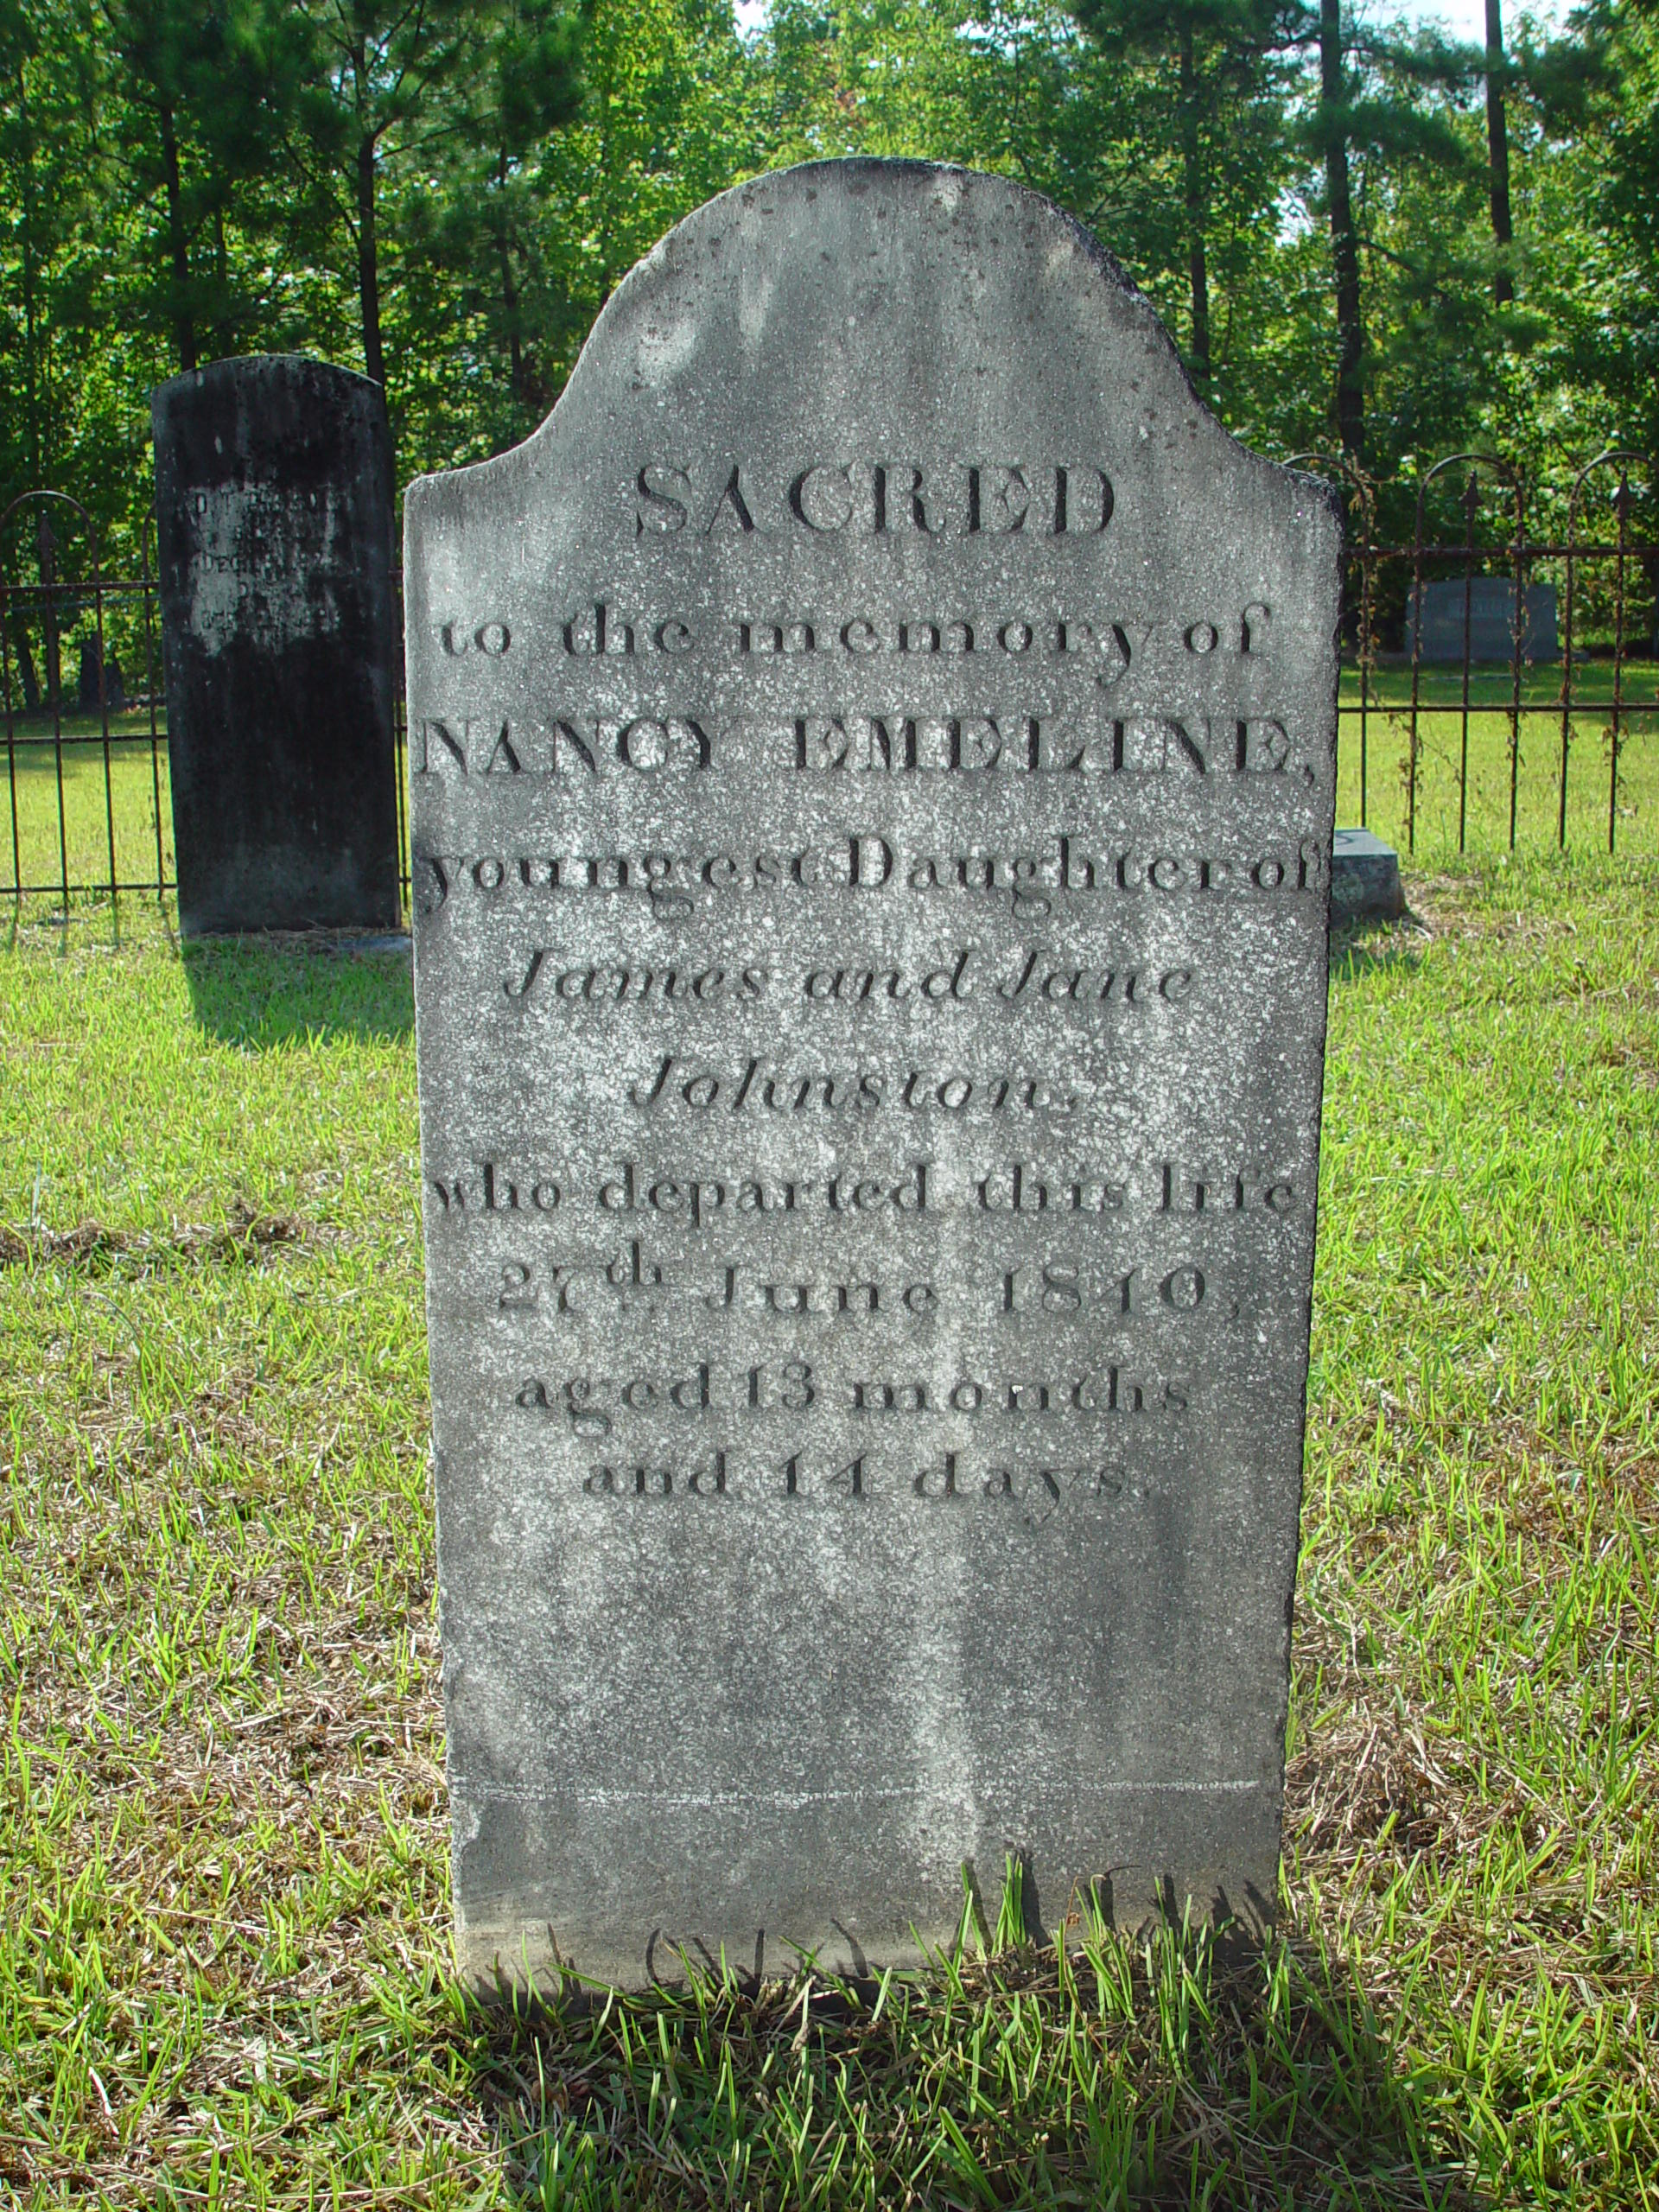 SACRED
to the memory of
NANCY EMELINE,
youngest Daughter of
James and Jane
Johnston,
who departed this life
27th June 1840,
aged 13 months
and 14 days.